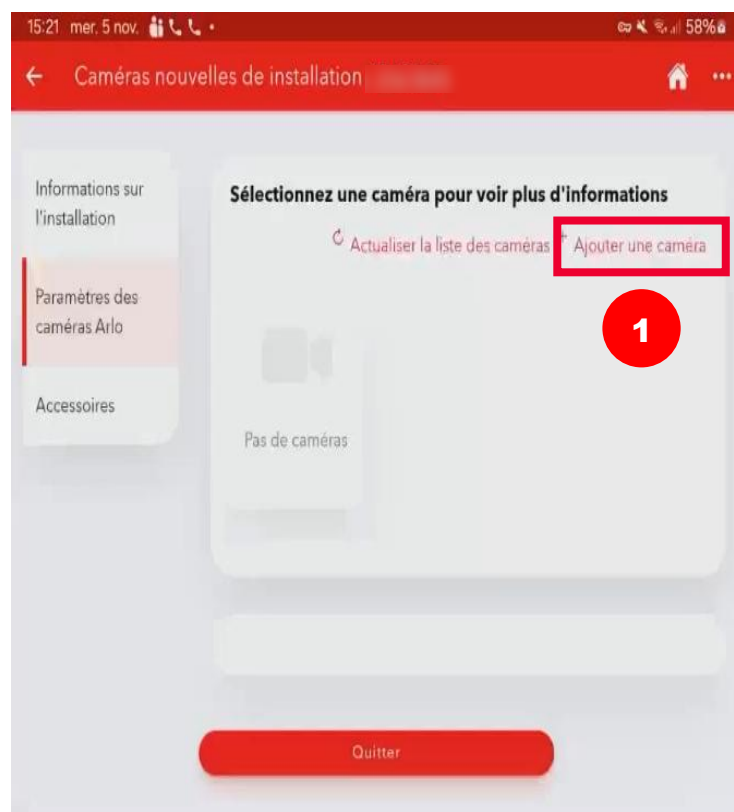 15:21 mer. 5 nov. 58%
Caméras nouvelles de installation
Informations sur
l'installation
Paramètres des
caméras Arlo
Accessoires
Sélectionnez une caméra pour voir plus d'informations
Actualiser la liste des caméras + Ajouter une caméra
1
Pas de caméras
Quitter